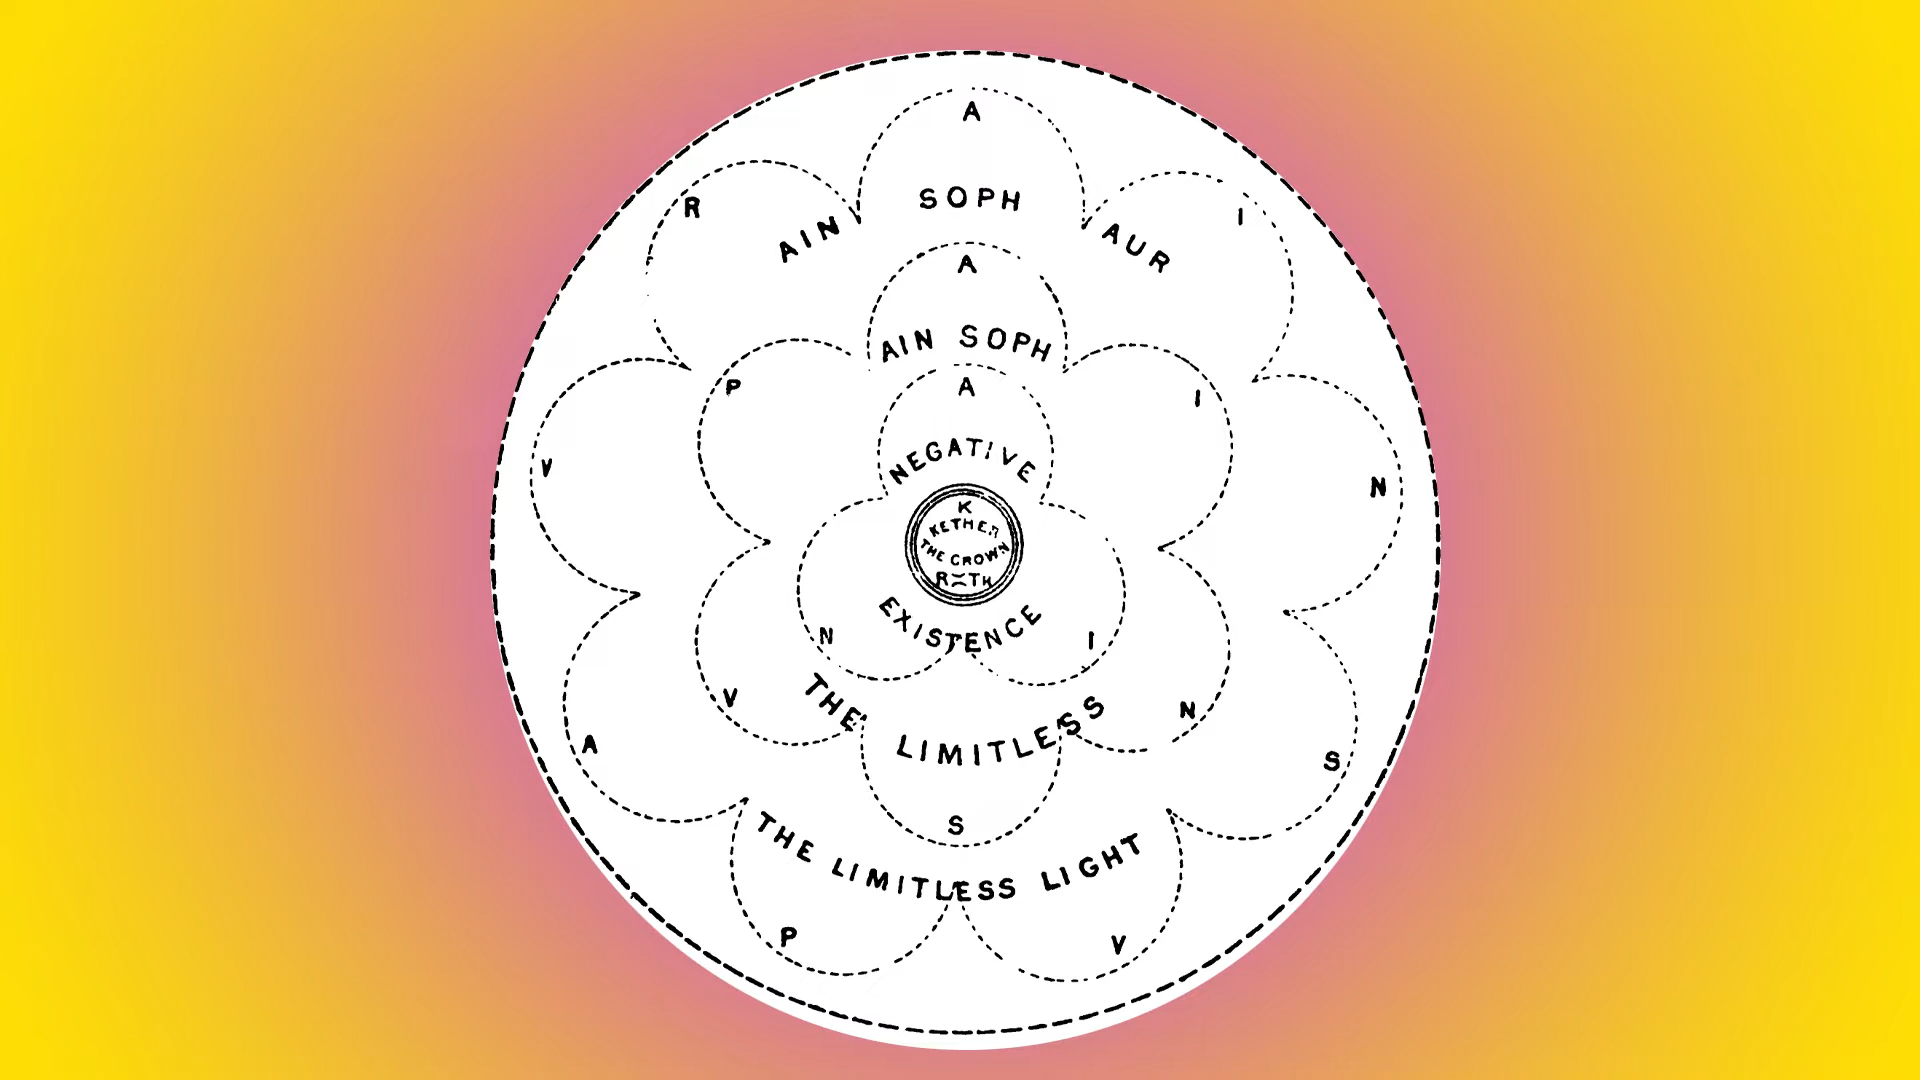 A
R
I
AIN SOPH AUR
A
V
N
P
I
AIN SOPH
A
NEGATIVE
K
KETHER
THE CROWN
R
TH
EXISTENCE
N
I
V
N
THE LIMITLESS
A
S
S
THE LIMITLESS LIGHT
P
V